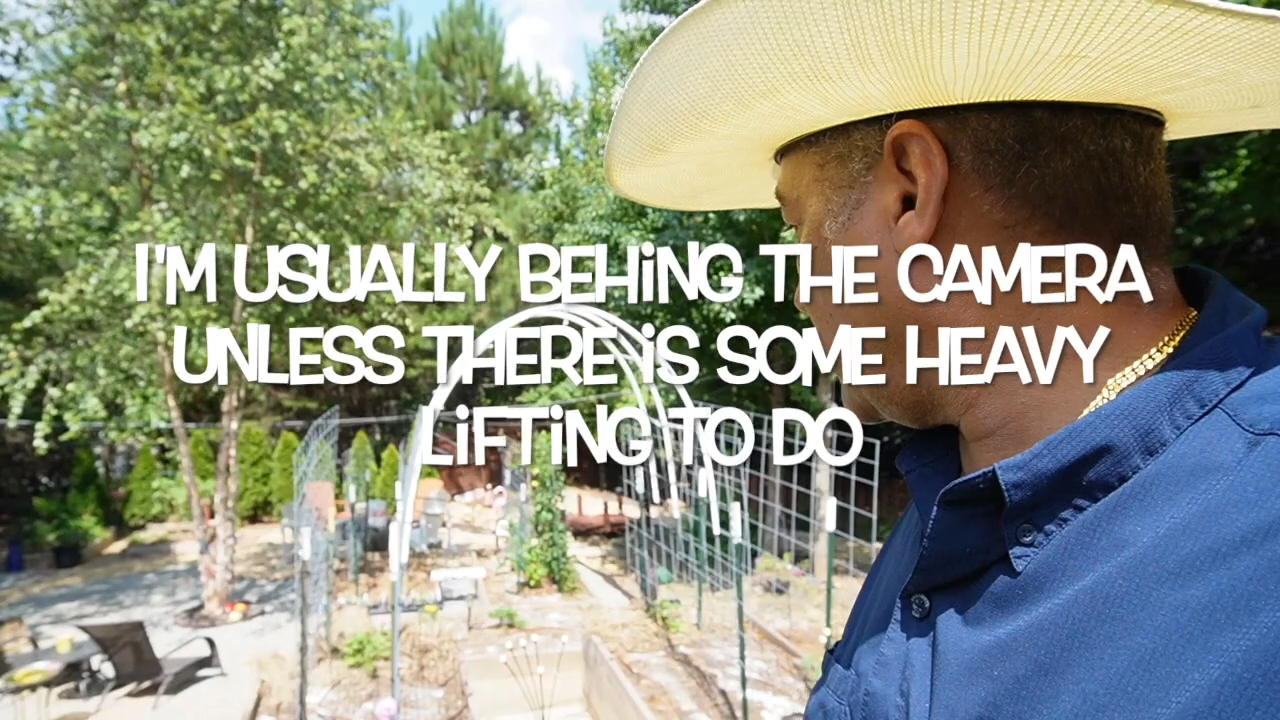 I'M USUALLY BEHiNG THE CAMERA
UNLESS THERE iS SOME HEAVY
LiFTiNG TO DO